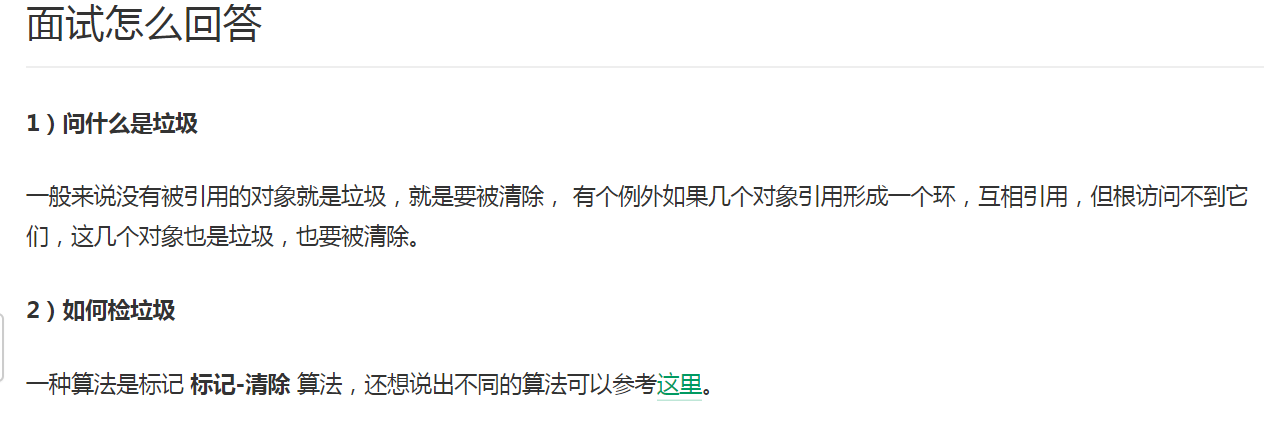 面试怎么回答
1）问什么是垃圾
一般来说没有被引用的对象就是垃圾，就是要被清除， 有个例外如果几个对象引用形成一个环，互相引用，但根访问不到它
们，这几个对象也是垃圾，也要被清除。
2）如何检垃圾
一种算法是标记 标记-清除 算法，还想说出不同的算法可以参考这里。